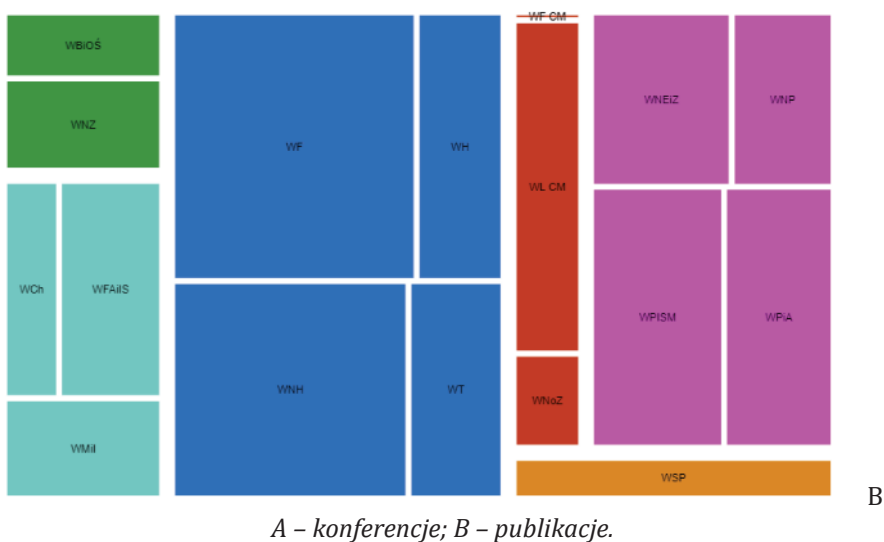 WBiOŚ
WNZ
WCh
WFAiIS
WMiI
WF
WH
WNH
WT
WF CM
WL CM
WNoZ
WNEiZ
WNP
WPiSM
WPiA
WSP
B
A – konferencje; B – publikacje.